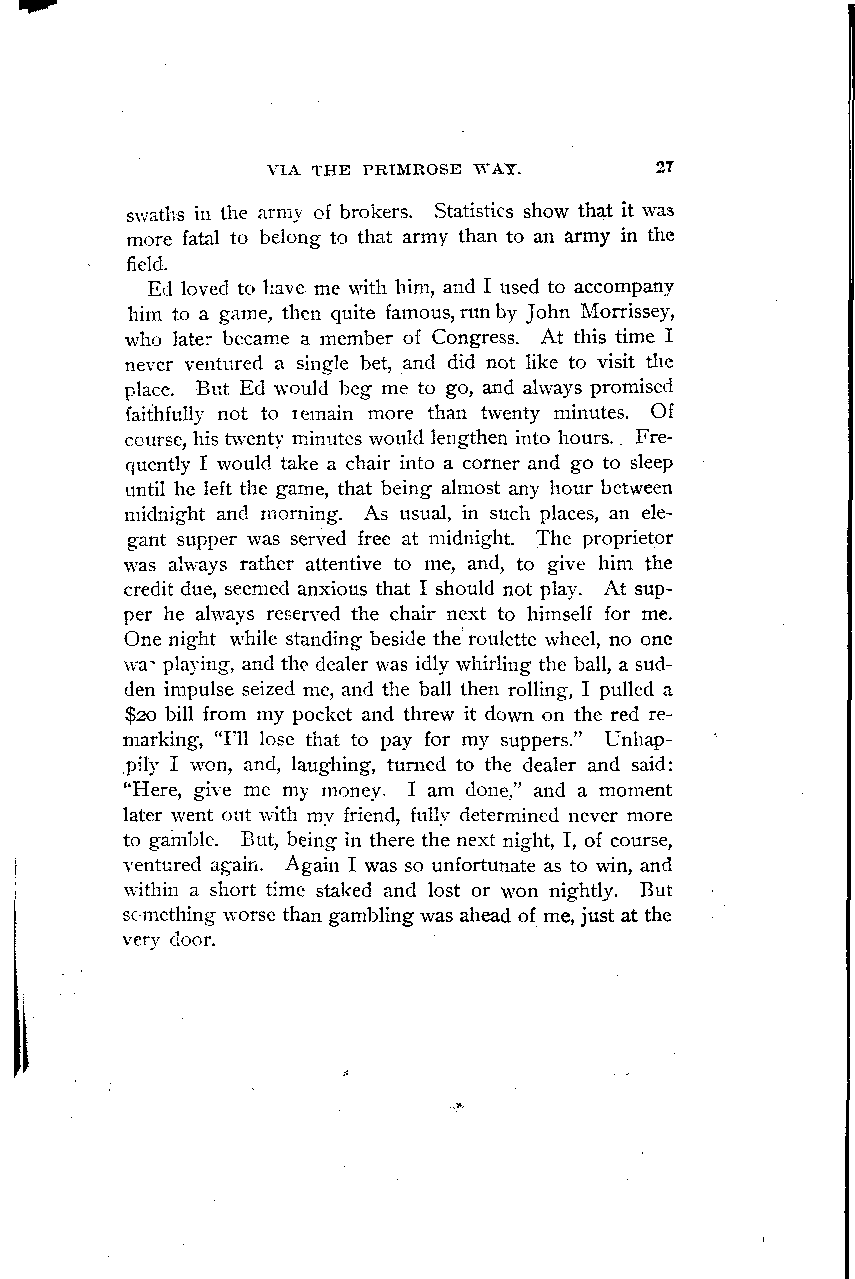 VIA THE PRIMROSE WAY. 27
swaths in the army of brokers. Statistics show that it was
more fatal to belong to that army than to an army in the
field.
Ed loved to have me with him, and I used to accompany
him to a game, then quite famous, run by John Morrissey,
who later became a member of Congress. At this time I
never ventured a single bet, and did not like to visit the
place. But Ed would beg me to go, and always promised
faithfully not to remain more than twenty minutes. Of
course, his twenty minutes would lengthen into hours. Fre-
quently I would take a chair into a corner and go to sleep
until he left the game, that being almost any hour between
midnight and morning. As usual, in such places, an ele-
gant supper was served free at midnight. The proprietor
was always rather attentive to me, and, to give him the
credit due, seemed anxious that I should not play. At sup-
per he always reserved the chair next to himself for me.
One night while standing beside the roulette wheel, no one
was playing, and the dealer was idly whirling the ball, a sud-
den impulse seized me, and the ball then rolling, I pulled a
$20 bill from my pocket and threw it down on the red re-
marking, “I'll lose that to pay for my suppers.” Unhap-
pily I won, and, laughing, turned to the dealer and said:
“Here, give me my money. I am done,” and a moment
later went out with my friend, fully determined never more
to gamble. But, being in there the next night, I, of course,
ventured again. Again I was so unfortunate as to win, and
within a short time staked and lost or won nightly. But
something worse than gambling was ahead of me, just at the
very door.